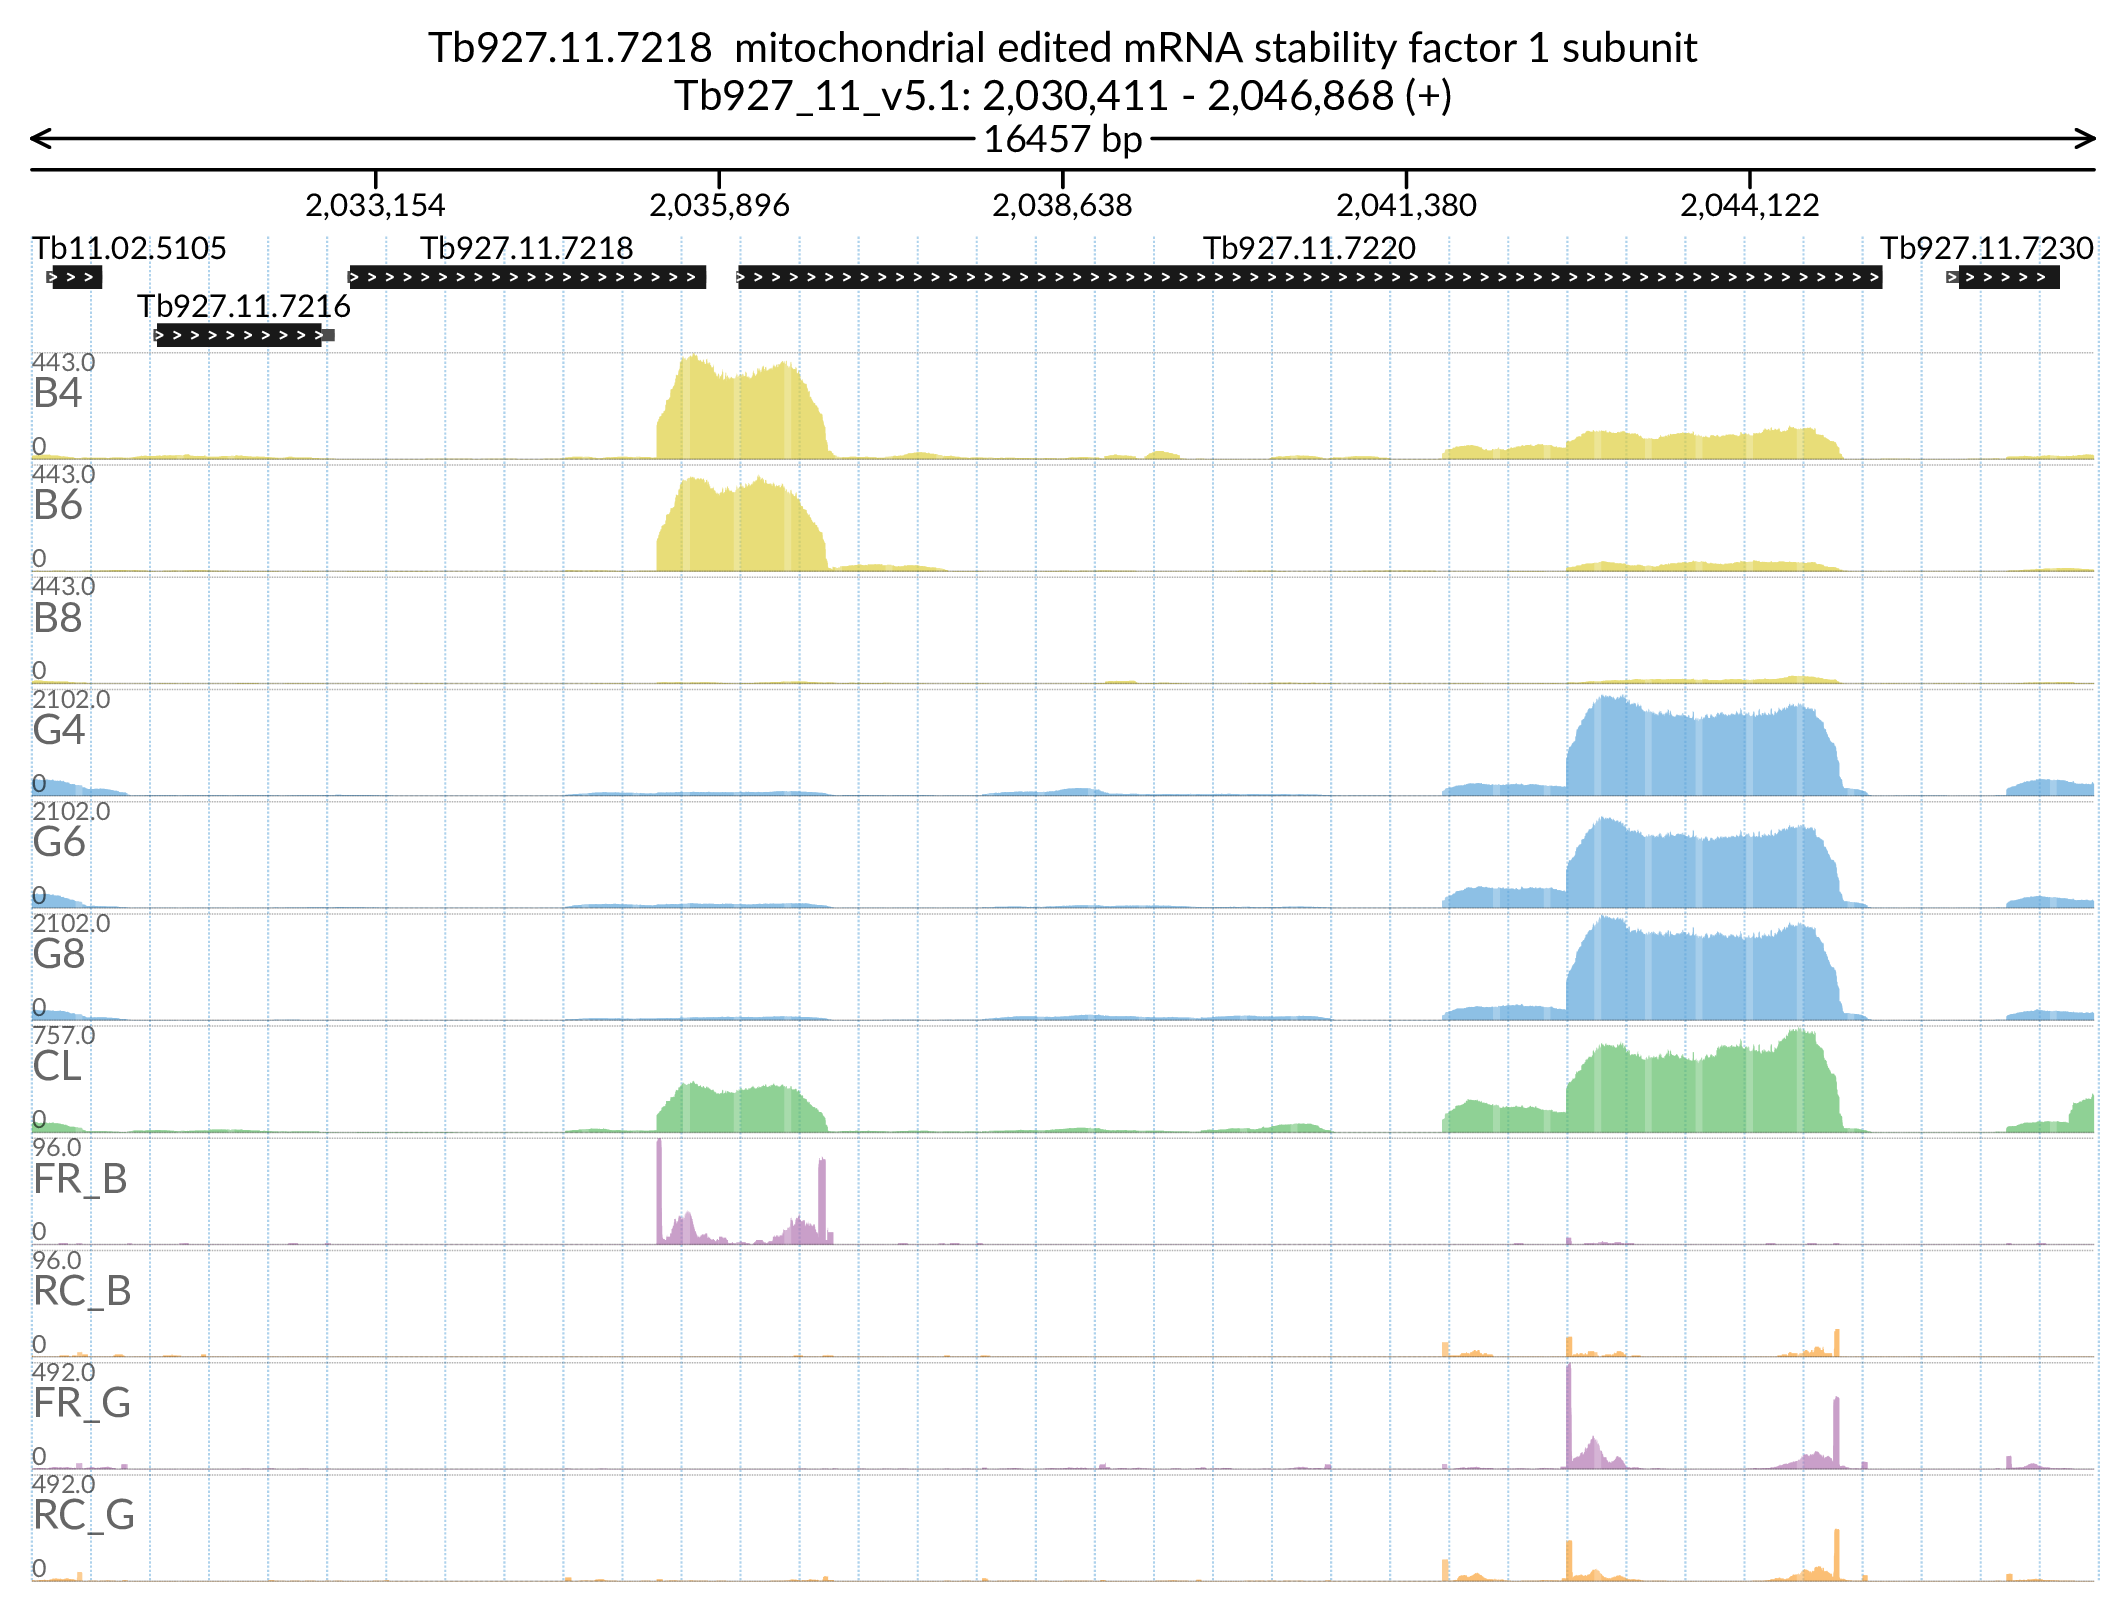 Tb927.11.7218 mitochondrial edited mRNA stability factor 1 subunit
Tb927_11_v5.1: 2,030,411 - 2,046,868 (+)
16457 bp
2,033,154 2,035,896 2,038,638 2,041,380 2,044,122
Tb11.02.5105 Tb927.11.7218 Tb927.11.7220 Tb927.11.7230
Tb927.11.7216
443.0
B4
0
443.0
B6
0
443.0
B8
0
2102.0
G4
0
2102.0
G6
0
2102.0
G8
0
757.0
CL
0
96.0
FR_B
0
96.0
RC_B
0
492.0
FR_G
0
492.0
RC_G
0